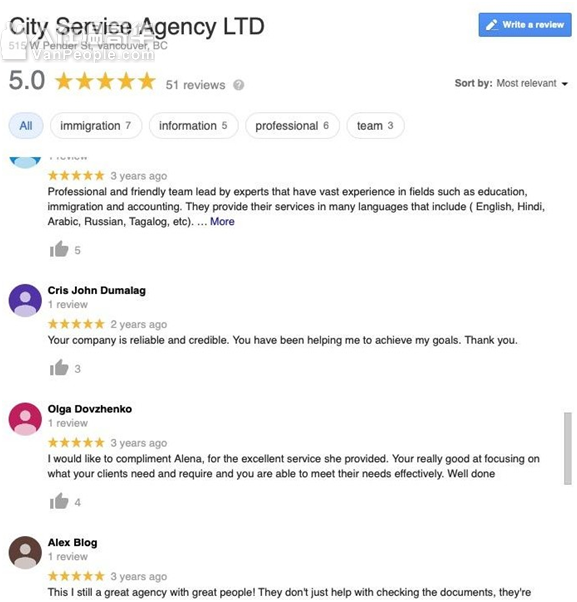 City Service Agency LTD
Write a review
515 W Pender St, Vancouver, BC
VanPeople.com
5.0
51 reviews
Sort by: Most relevant
All
immigration 7
information 5
professional 6
team 3
1 review
3 years ago
Professional and friendly team lead by experts that have vast experience in fields such as education,
immigration and accounting. They provide their services in many languages that include ( English, Hindi,
Arabic, Russian, Tagalog, etc). … More
5
Cris John Dumalag
1 review
2 years ago
Your company is reliable and credible. You have been helping me to achieve my goals. Thank you.
3
Olga Dovzhenko
1 review
3 years ago
I would like to compliment Alena, for the excellent service she provided. Your really good at focusing on
what your clients need and require and you are able to meet their needs effectively. Well done
4
Alex Blog
1 review
3 years ago
This I still a great agency with great people! They don't just help with checking the documents, they're